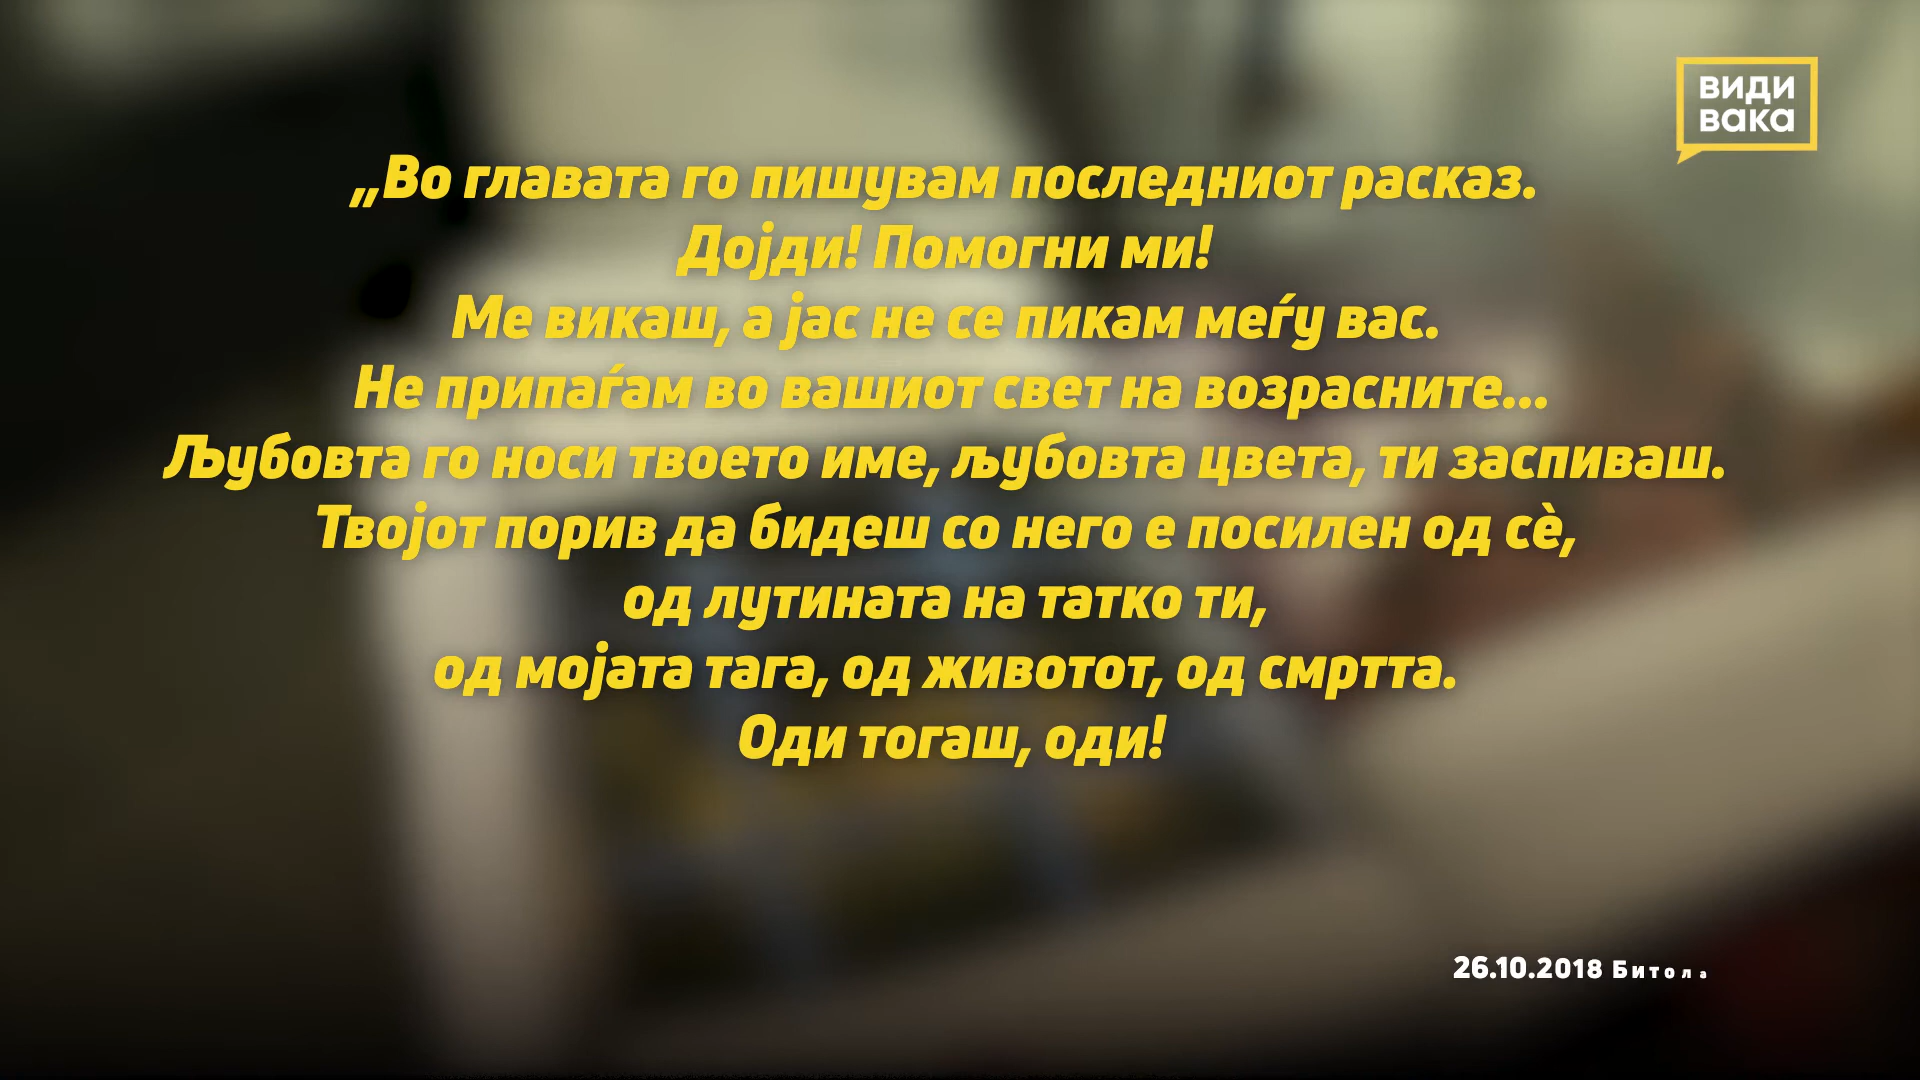 види
вака
„Во главата го пишувам последниот расказ.
Дојди! Помогни ми!
Ме викаш, а јас не се пикам меѓу вас.
Не припаѓам во вашиот свет на возрасните...
Љубовта го носи твоето име, љубовта цвета, ти заспиваш.
Твојот порив да бидеш со него е посилен од сѐ,
од лутината на татко ти,
од мојата тага, од животот, од смртта.
Оди тогаш, оди!
26.10.2018 Битола